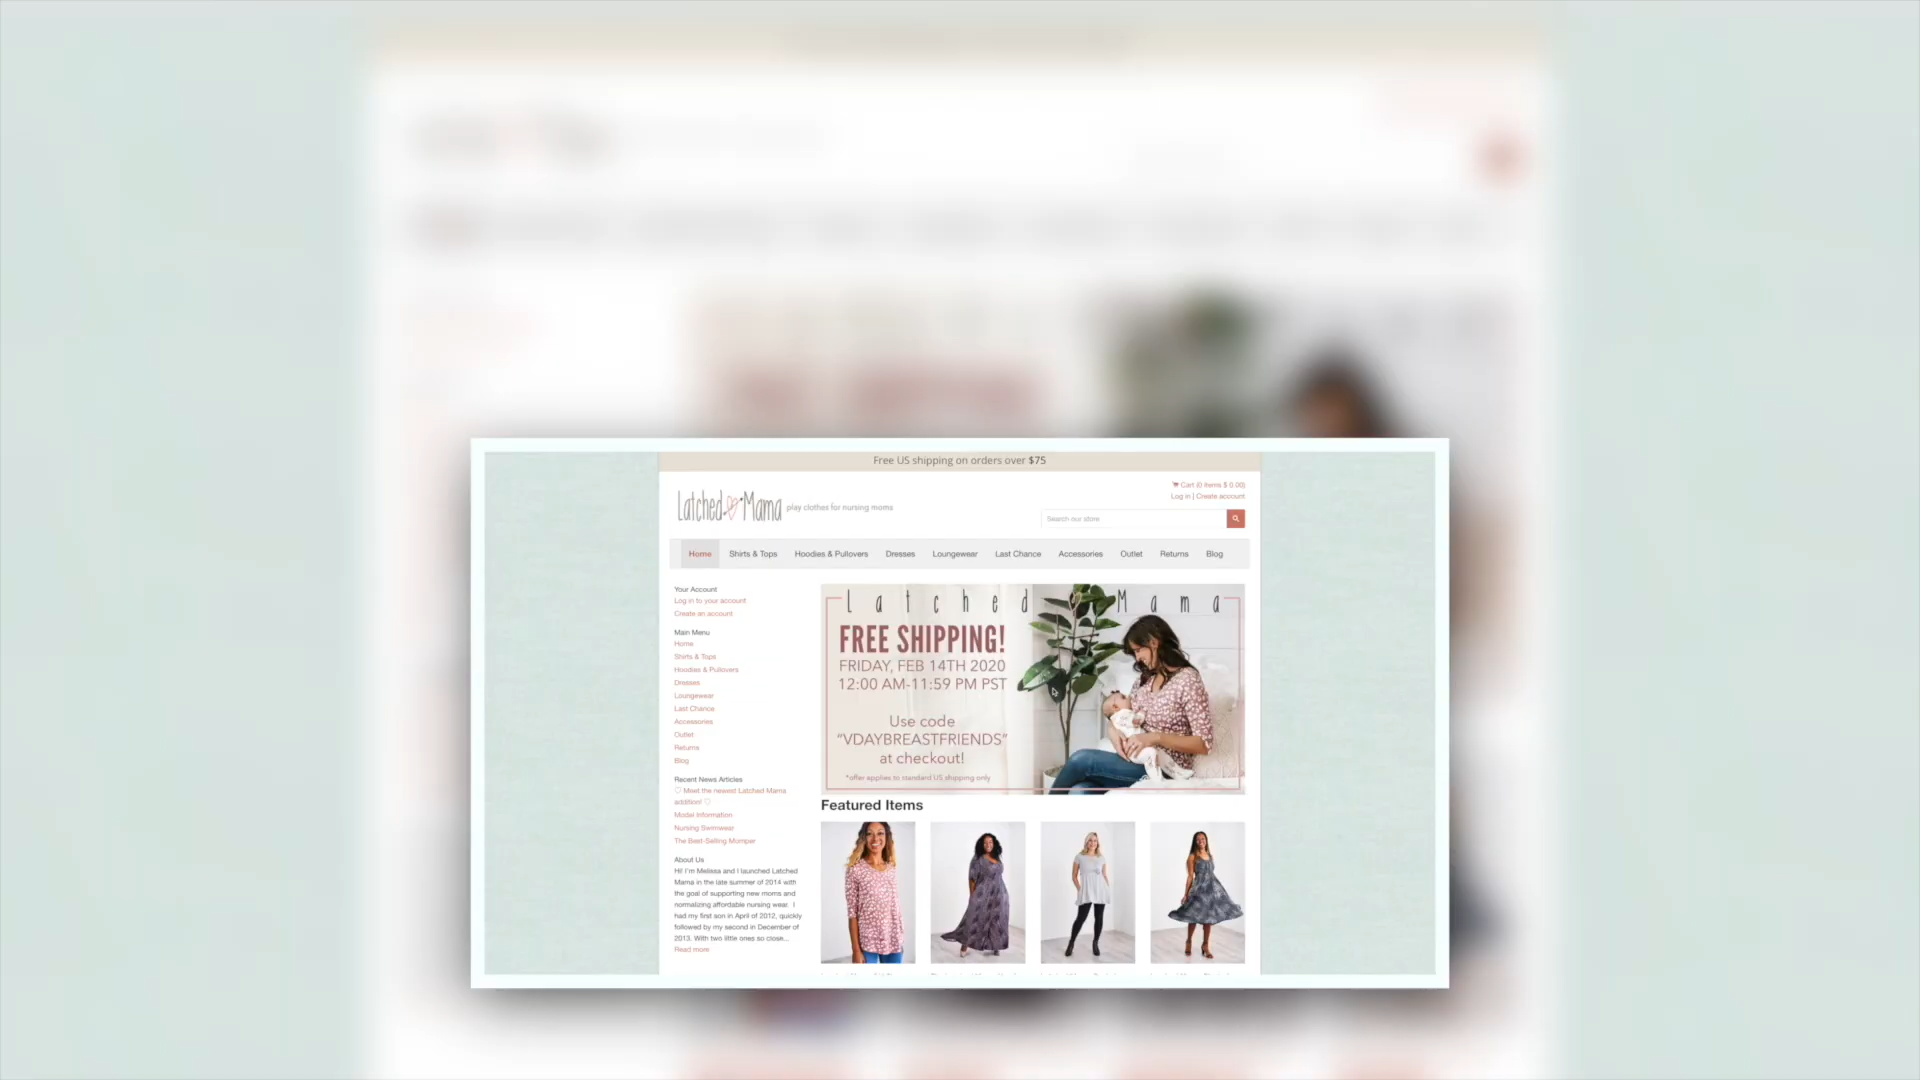 Free US shipping on orders over $75
Latched Mama play clothes for nursing moms
Cart (0 Items $ 0.00)
Log in | Create account
Search our store
Home Shirts & Tops Hoodies & Pullovers Dresses Loungewear Last Chance Accessories Outlet Returns Blog
Your Account
Log in to your account
Create an account
Main Menu
Home
Shirts & Tops
Hoodies & Pullovers
Dresses
Loungewear
Last Chance
Accessories
Outlet
Returns
Blog
Recent News Articles
♡ Meet the newest Latched Mama
addition! ♡
Modal Information
Nursing Swimwear
The Best-Selling Mumper
About Us
Hi! I'm Melissa and I launched Latched
Mama in the late summer of 2014 with
the goal of supporting new moms and
normalizing affordable nursing wear. I
had my first son in April of 2012, quickly
followed by my second in December of
2013. With two little ones so close...
Read more
Latched Mama
FREE SHIPPING!
FRIDAY, FEB 14TH 2020
12:00 AM-11:59 PM PST
Use code
“VDAYBREASTFRIENDS”
at checkout!
*offer applies to standard US shipping only
Featured Items